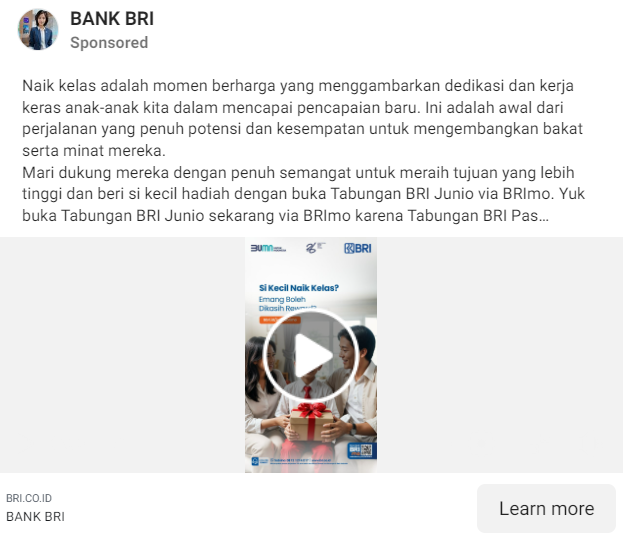 BANK BRI
Sponsored
Naik kelas adalah momen berharga yang menggambarkan dedikasi dan kerja
keras anak-anak kita dalam mencapai pencapaian baru. Ini adalah awal dari
perjalanan yang penuh potensi dan kesempatan untuk mengembangkan bakat
serta minat mereka.
Mari dukung mereka dengan penuh semangat untuk meraih tujuan yang lebih
tinggi dan beri si kecil hadiah dengan buka Tabungan BRI Junio via BRImo. Yuk
buka Tabungan BRI Junio sekarang via BRImo karena Tabungan BRI Pas…
BUMN
BRI
Si Kecil Naik Kelas?
Emang Boleh
Dikasih
BRI.CO.ID
BANK BRI
Learn more